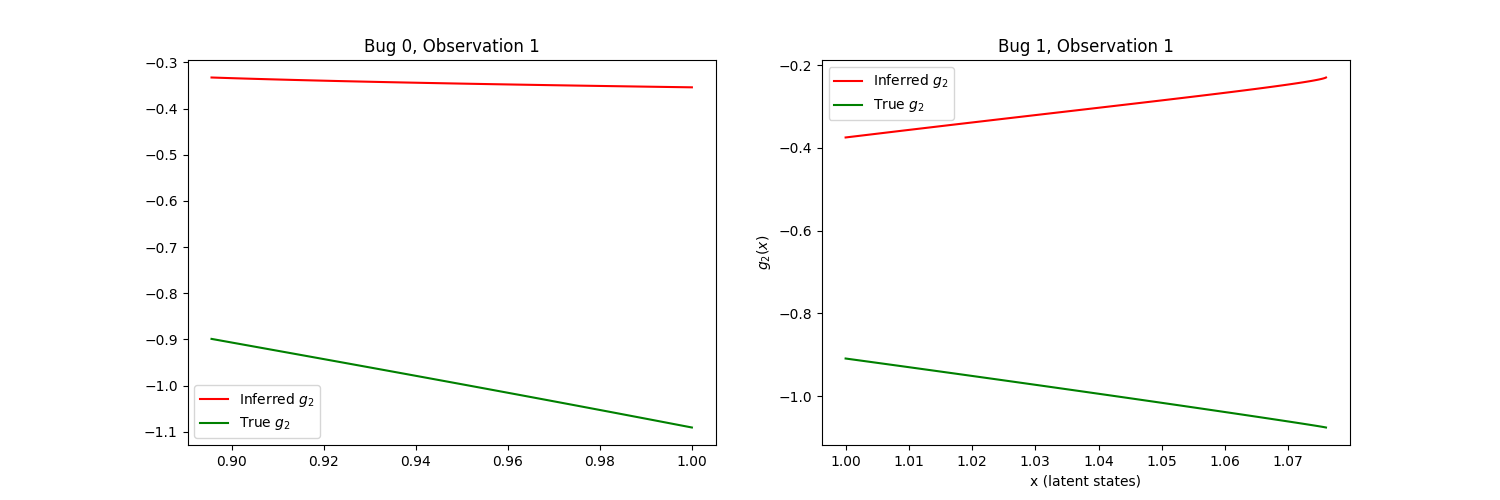 Bug 0, Observation 1
−0.3
−0.4
−0.5
−0.6
−0.7
−0.8
−0.9
−1.0
−1.1
Inferred g₂
True g₂
0.90 0.92 0.94 0.96 0.98 1.00
Bug 1, Observation 1
g₂(x)
−0.2
−0.4
−0.6
−0.8
−1.0
Inferred g₂
True g₂
1.00 1.01 1.02 1.03 1.04 1.05 1.06 1.07
x (latent states)